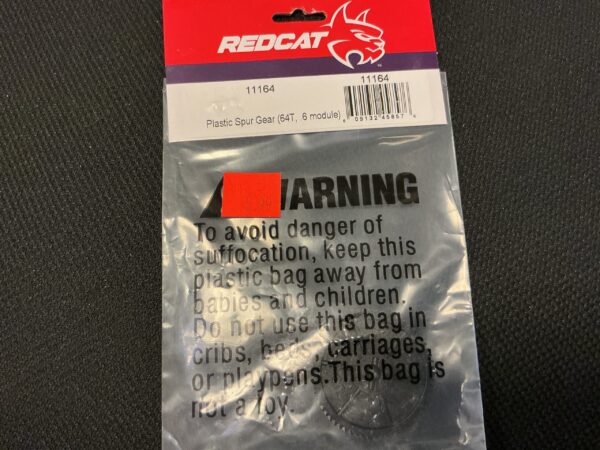 REDCAT
11164
11164
Plastic Spur Gear (64T, 6 module)
WARNING
To avoid danger of
suffocation, keep this
plastic bag away from
babies and children.
Do not use this bag in
cribs, beds, carriages,
or playpens.This bag is
not a toy.